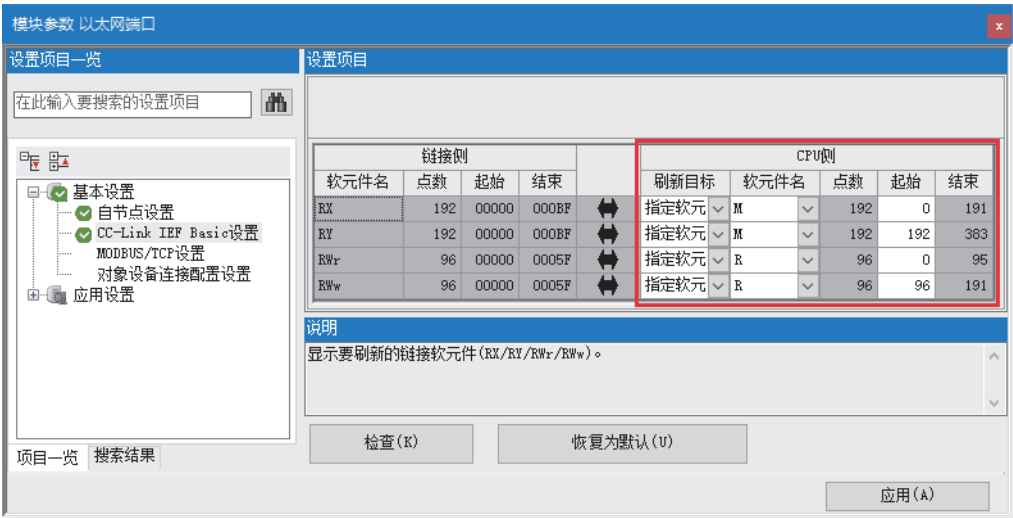 模块参数 以太网端口
x
设置项目一览
在此输入要搜索的设置项目
基本设置
自节点设置
CC-Link IEF Basic设置
MODBUS/TCP设置
对象设备连接配置设置
应用设置
项目一览 搜索结果
设置项目
链接侧 CPU侧
软元件名 点数 起始 结束 刷新目标 软元件名 点数 起始 结束
RX 192 00000 000BF 指定软元 M 192 0 191
RY 192 00000 000BF 指定软元 M 192 192 383
RWr 96 00000 0005F 指定软元 R 96 0 95
RWw 96 00000 0005F 指定软元 R 96 96 191
说明
显示要刷新的链接软元件(RX/RY/RWr/RWw)。
检查(K) 恢复为默认(U)
应用(A)